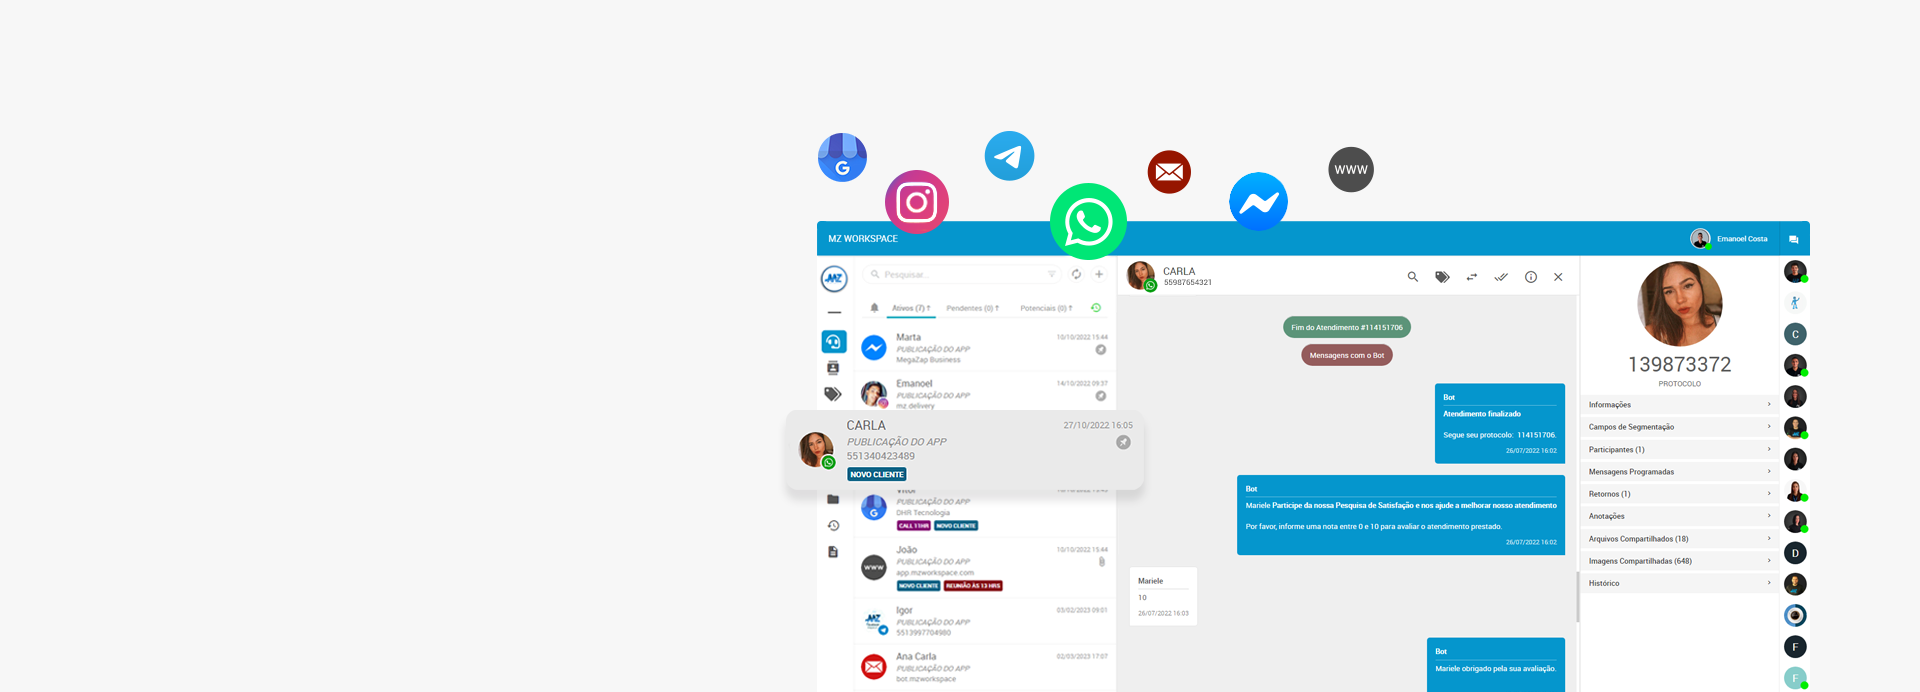 G
WWW
MZ WORKSPACE
Emanoel Costa
MZ
Pesquisar...
Ativos (7)
Pendentes (0)
Potenciais (0)
Marta
10/10/2022 15:44
PUBLICAÇÃO DO APP
MegaZap Business
Emanoel
14/10/2022 09:37
PUBLICAÇÃO DO APP
mz.delivery
CARLA
27/10/2022 16:05
PUBLICAÇÃO DO APP
551340423489
NOVO CLIENTE
Vitor
PUBLICAÇÃO DO APP
DHR Tecnologia
CALL 11HR
NOVO CLIENTE
João
10/10/2022 15:44
PUBLICAÇÃO DO APP
app.mzworkspace.com
NOVO CLIENTE
REUNIÃO ÀS 13 HRS
WWW
Igor
03/02/2023 09:01
PUBLICAÇÃO DO APP
5513997704980
MZ
Ana Carla
02/03/2023 17:07
PUBLICAÇÃO DO APP
bot.mzworkspace
CARLA
55987654321
Fim do Atendimento #114151706
Mensagens com o Bot
Bot
Atendimento finalizado
Segue seu protocolo: 114151706.
26/07/2022 16:02
Bot
Mariele Participe da nossa Pesquisa de Satisfação e nos ajude a melhorar nosso atendimento
Por favor, informe uma nota entre 0 e 10 para avaliar o atendimento prestado.
26/07/2022 16:02
Mariele
10
26/07/2022 16:03
Bot
Mariele obrigado pela sua avaliação.
139873372
PROTOCOLO
Informações
Campos de Segmentação
Participantes (1)
Mensagens Programadas
Retornos (1)
Anotações
Arquivos Compartilhados (18)
Imagens Compartilhadas (648)
Histórico
C
D
F
F